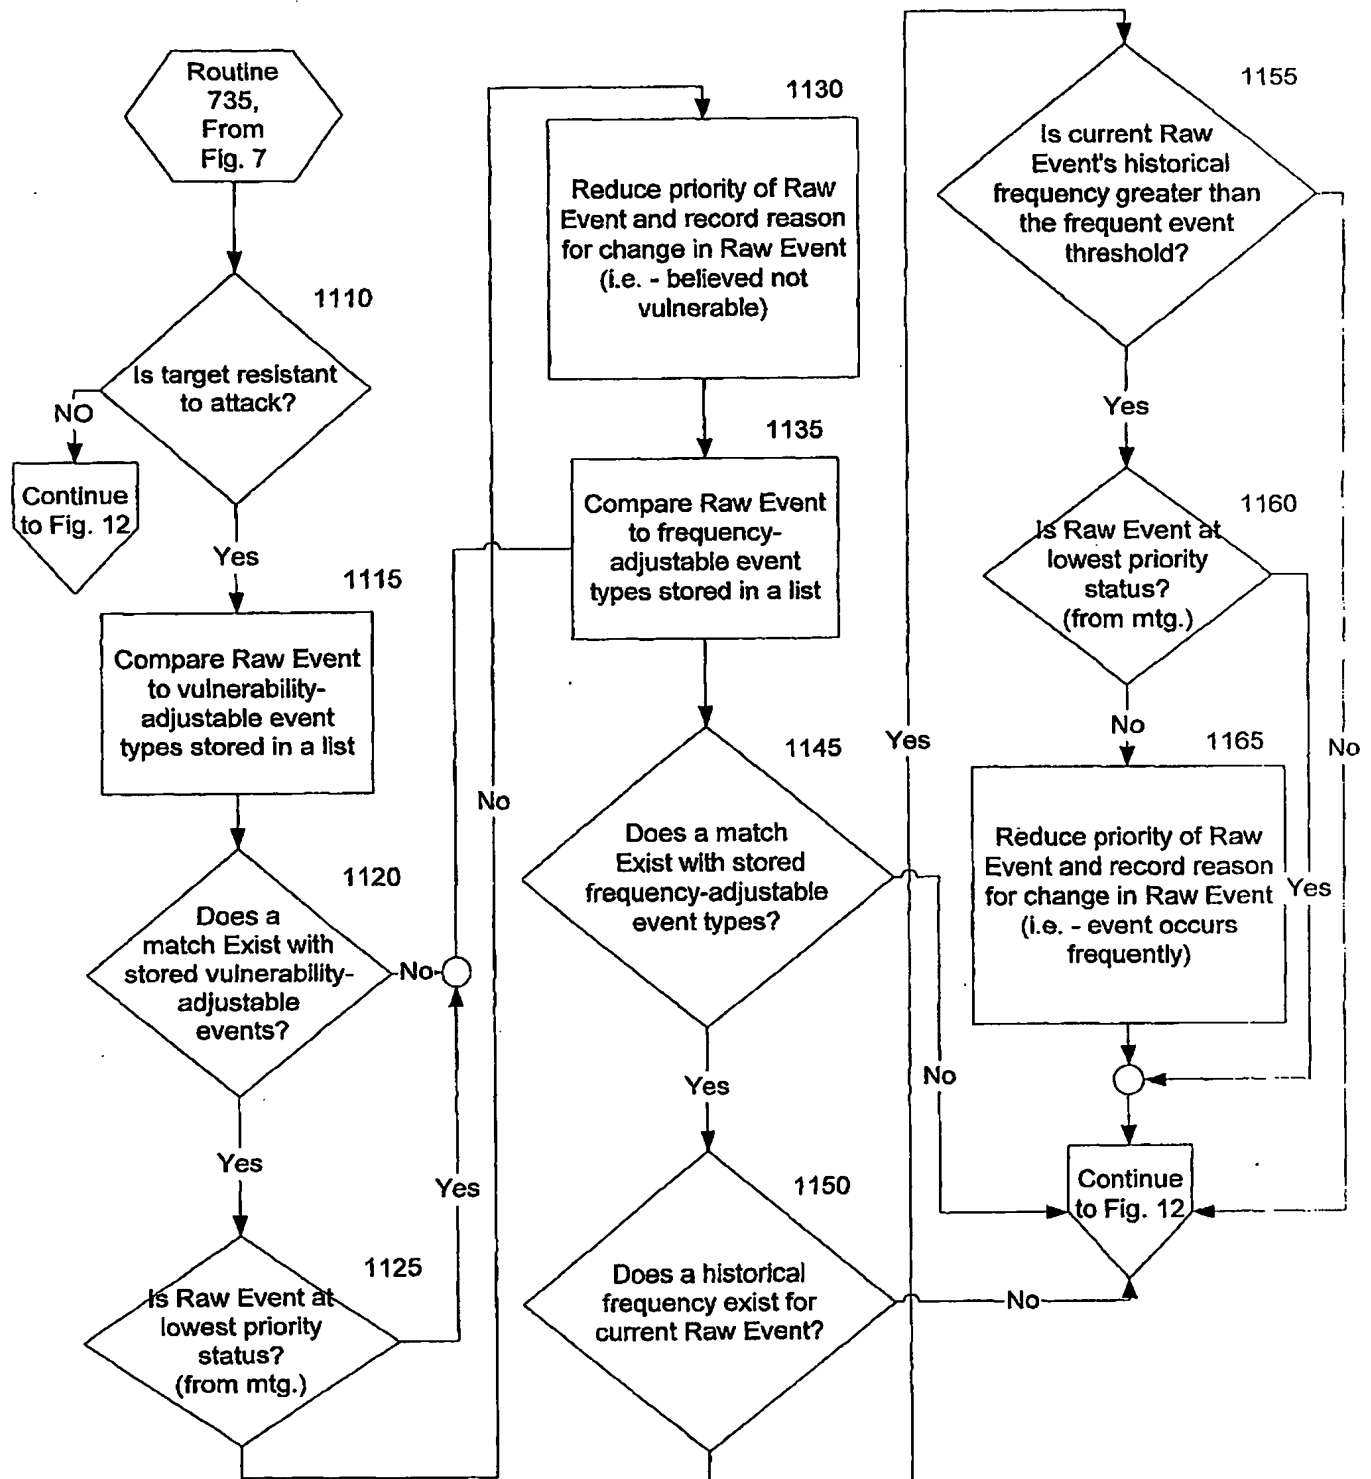 Routine
735,
From
Fig. 7
1110
Is target resistant
to attack?
NO
Continue
to Fig. 12
Yes
1115
Compare Raw Event
to vulnerability-
adjustable event
types stored in a list
1120
Does a
match Exist with
stored vulnerability-
adjustable
events?
No
Yes
Yes
1125
Is Raw Event at
lowest priority
status?
(from mtg.)
No
1130
Reduce priority of Raw
Event and record reason
for change in Raw Event
(i.e. - believed not
vulnerable)
1135
Compare Raw Event
to frequency-
adjustable event
types stored in a list
1145
Does a match
Exist with stored
frequency-adjustable
event types?
No
Yes
1150
Does a historical
frequency exist for
current Raw Event?
No
Yes
1155
Is current Raw
Event's historical
frequency greater than
the frequent event
threshold?
Yes
No
1160
Is Raw Event at
lowest priority
status?
(from mtg.)
No
Yes
1165
Reduce priority of Raw
Event and record reason
for change in Raw Event
(i.e. - event occurs
frequently)
Continue
to Fig. 12